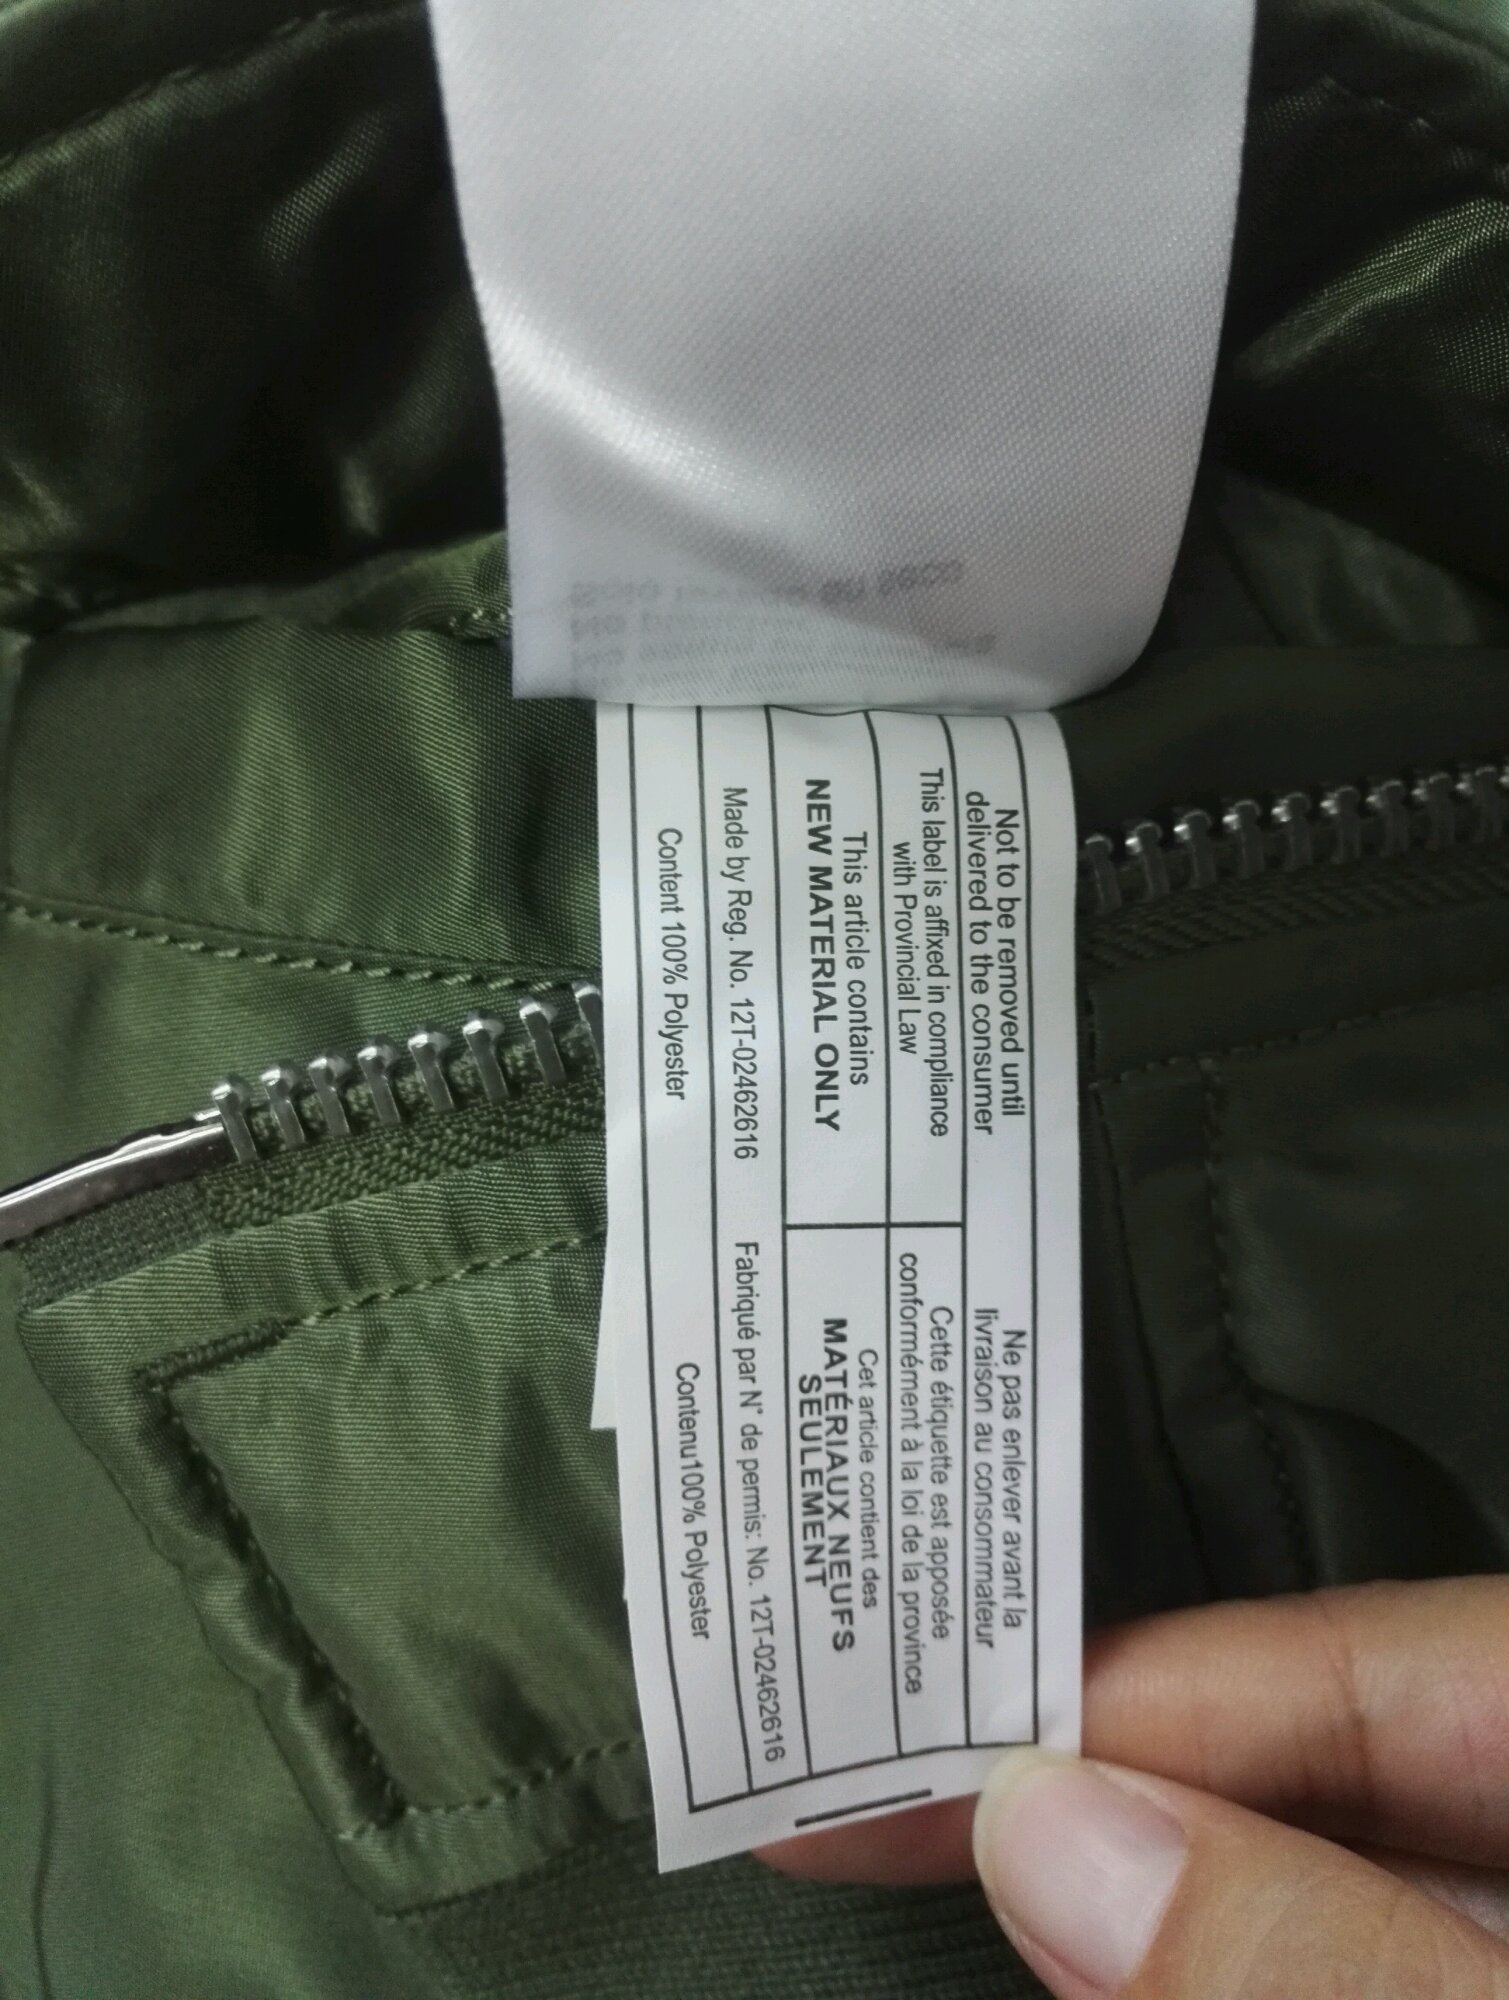 Not to be removed until
delivered to the consumer
Ne pas enlever avant la
livraison au consommateur
This label is affixed in compliance
with Provincial Law
Cette étiquette est apposée
conformément à la loi de la province
This article contains
NEW MATERIAL ONLY
Cet article contient des
MATÉRIAUX NEUFS
SEULEMENT
Made by Reg. No. 12T-02462616
Fabriqué par N° de permis: No. 12T-02462616
Content 100% Polyester
Contenu100% Polyester